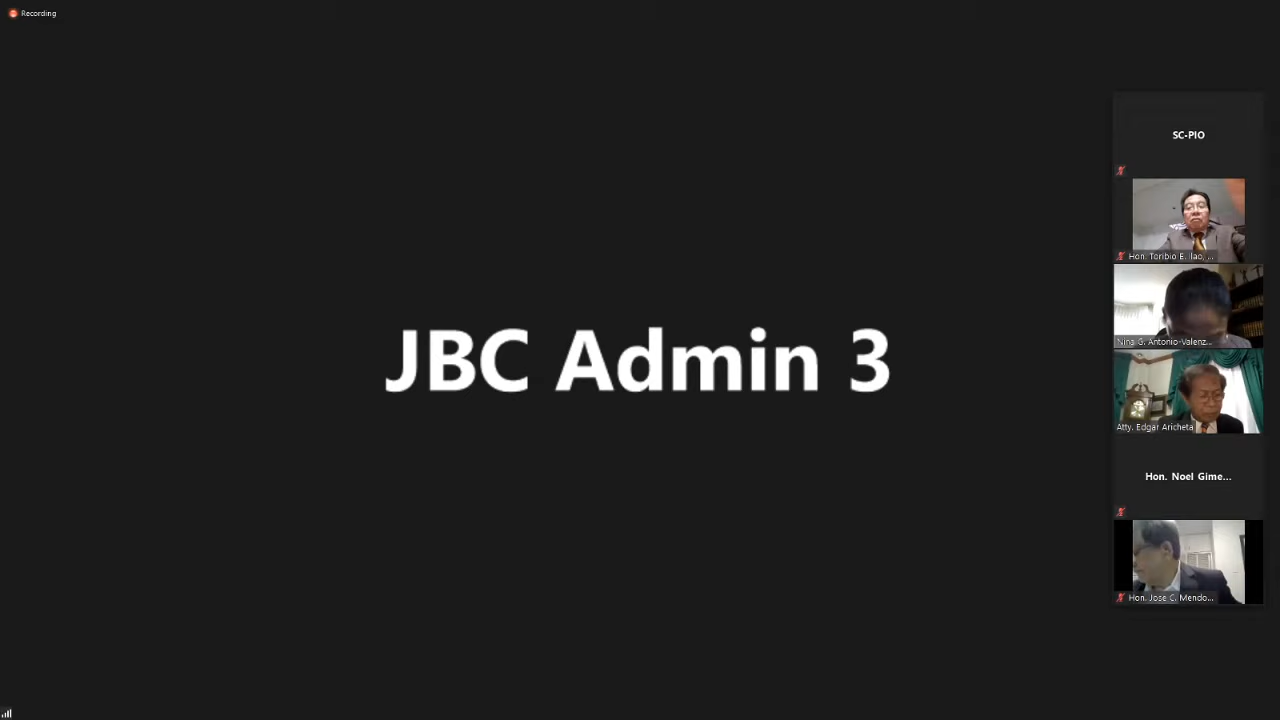 Recording
JBC Admin 3
SC-PIO
Hon. Toribio E. Ilao, ...
Nina G. Antonio-Valenz...
Atty. Edgar Aricheta
Hon. Noel Gime...
Hon. Jose C. Mendo...